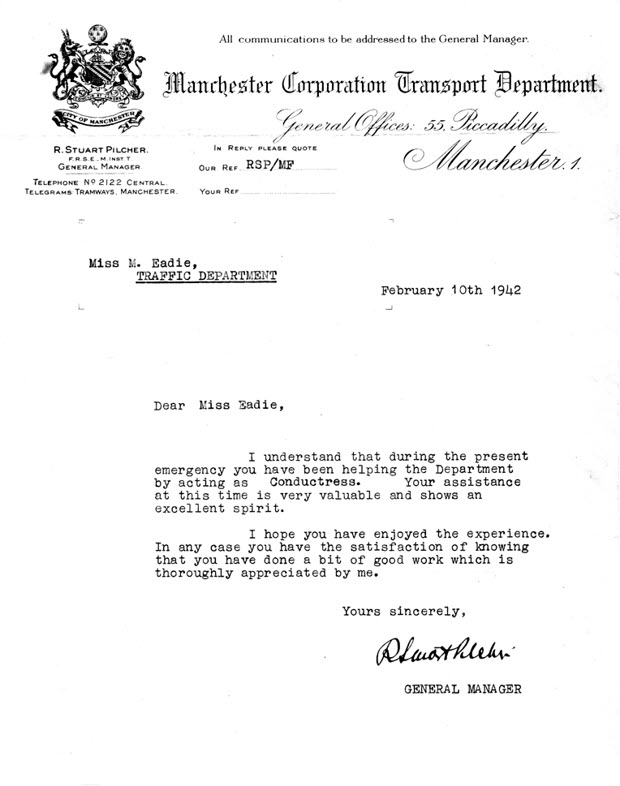 All communications to be addressed to the General Manager.
Manchester Corporation Transport Department.
General Offices: 55, Piccadilly.
Manchester. 1.
CITY OF MANCHESTER
R. STUART PILCHER.
F.R.S.E., M.INST T
GENERAL MANAGER
TELEPHONE Nº 2122 CENTRAL.
TELEGRAMS TRAMWAYS, MANCHESTER.
IN REPLY PLEASE QUOTE
OUR REF. RSP/MF
YOUR REF
Miss M. Eadie,
TRAFFIC DEPARTMENT
February 10th 1942
Dear Miss Eadie,
I understand that during the present
emergency you have been helping the Department
by acting as Conductress. Your assistance
at this time is very valuable and shows an
excellent spirit.
I hope you have enjoyed the experience.
In any case you have the satisfaction of knowing
that you have done a bit of good work which is
thoroughly appreciated by me.
Yours sincerely,
R Stuart Pilcher
GENERAL MANAGER